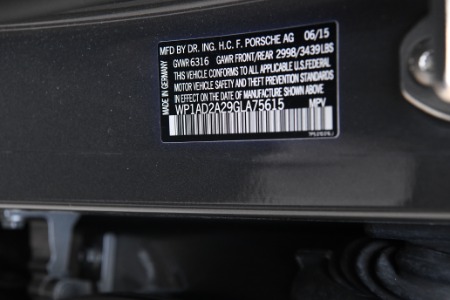 MFD BY DR. ING. H.C. F. PORSCHE AG 06/15
GVWR 6316 GAWR FRONT/REAR 2998/3439LBS
THIS VEHICLE CONFORMS TO ALL APPLICABLE U.S.FEDERAL
MOTOR VEHICLE SAFETY AND THEFT PREVENTION STANDARDS
IN EFFECT ON THE DATE OF MANUFACTURE SHOWN ABOVE.
WP1AD2A29GLA75615 MPV
MADE IN GERMANY